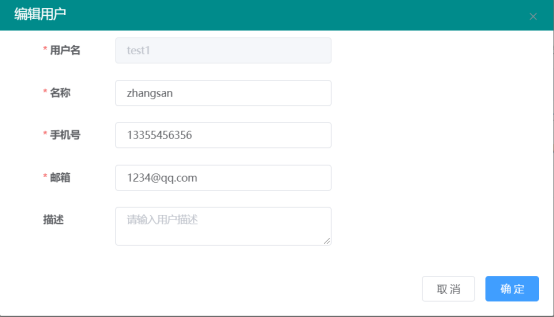 编辑用户
* 用户名 test1
* 名称 zhangsan
* 手机号 13355456356
* 邮箱 1234@qq.com
描述 请输入用户描述
取消 确定